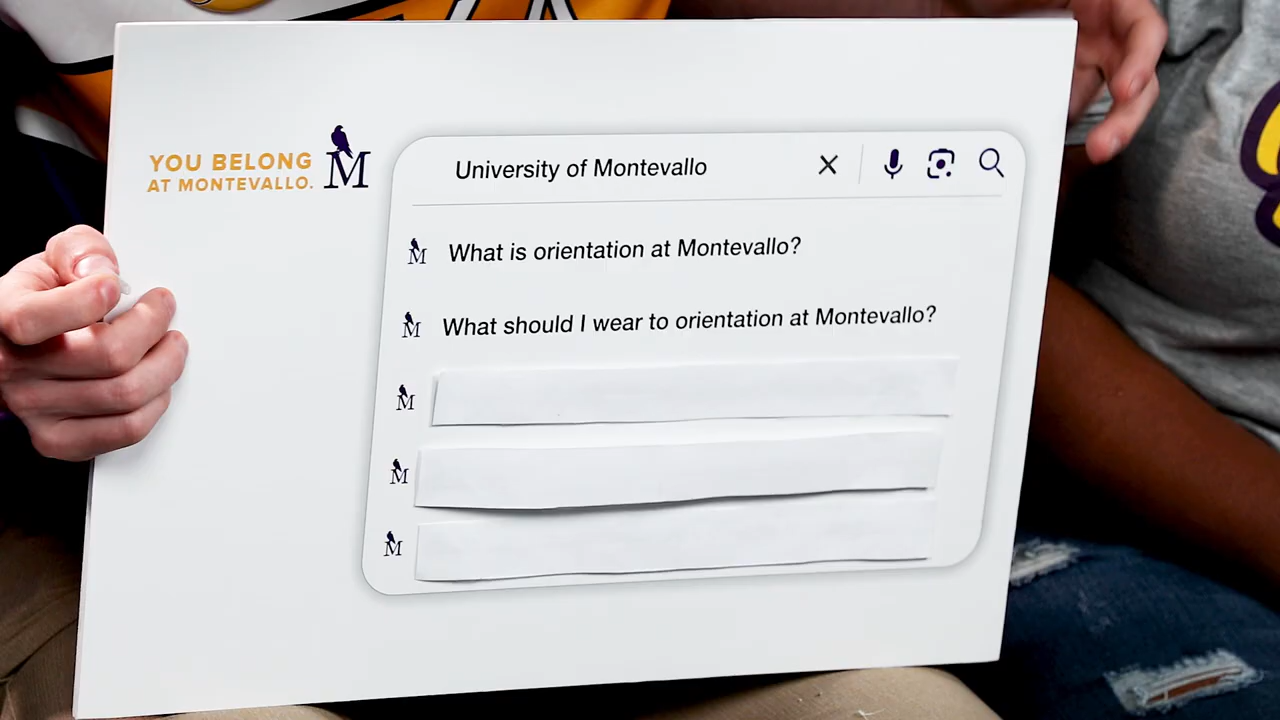 YOU BELONG
AT MONTEVALLO.
M
University of Montevallo
M What is orientation at Montevallo?
M What should I wear to orientation at Montevallo?
M
M
M